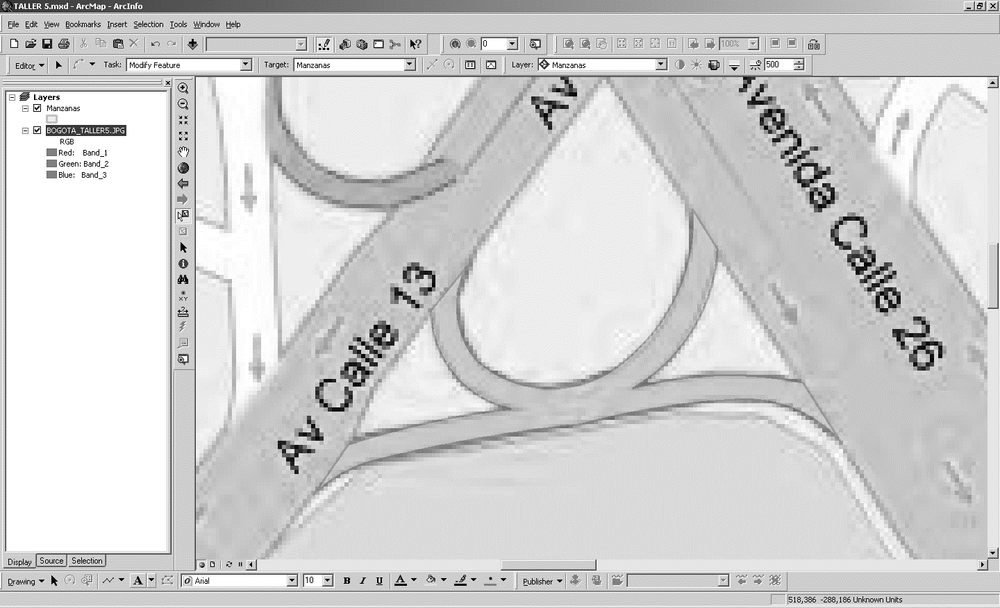 TALLER 5.mxd - ArcMap - ArcInfo
File Edit View Bookmarks Insert Selection Tools Window Help
0 100%
Editor Task: Modify Feature Target: Manzanas Layer: Manzanas 500
Layers
Manzanas
BOGOTA_TALLER5.JPG
RGB
Red: Band_1
Green: Band_2
Blue: Band_3
Av
Avenida Calle 26
Av Calle 13
Display Source Selection
Drawing A Arial 10 B I U A Publisher
518,386 -288,186 Unknown Units